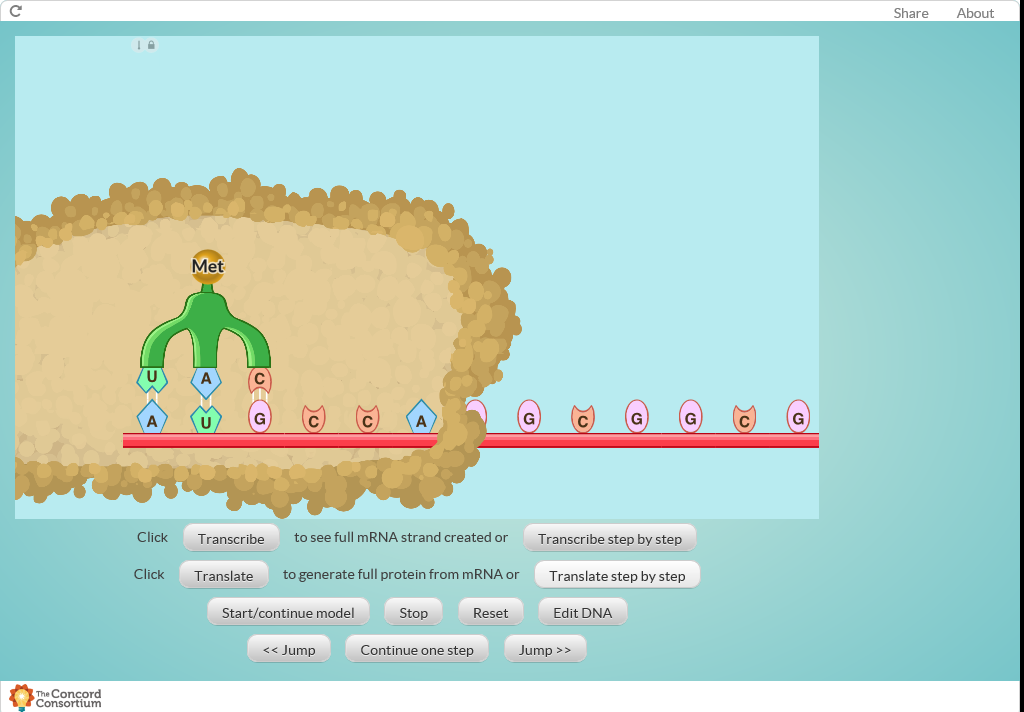 Share About
Met
U A C
A U G C C A G C G G C G
Click Transcribe to see full mRNA strand created or Transcribe step by step
Click Translate to generate full protein from mRNA or Translate step by step
Start/continue model Stop Reset Edit DNA
<< Jump Continue one step Jump >>
The Concord
Consortium